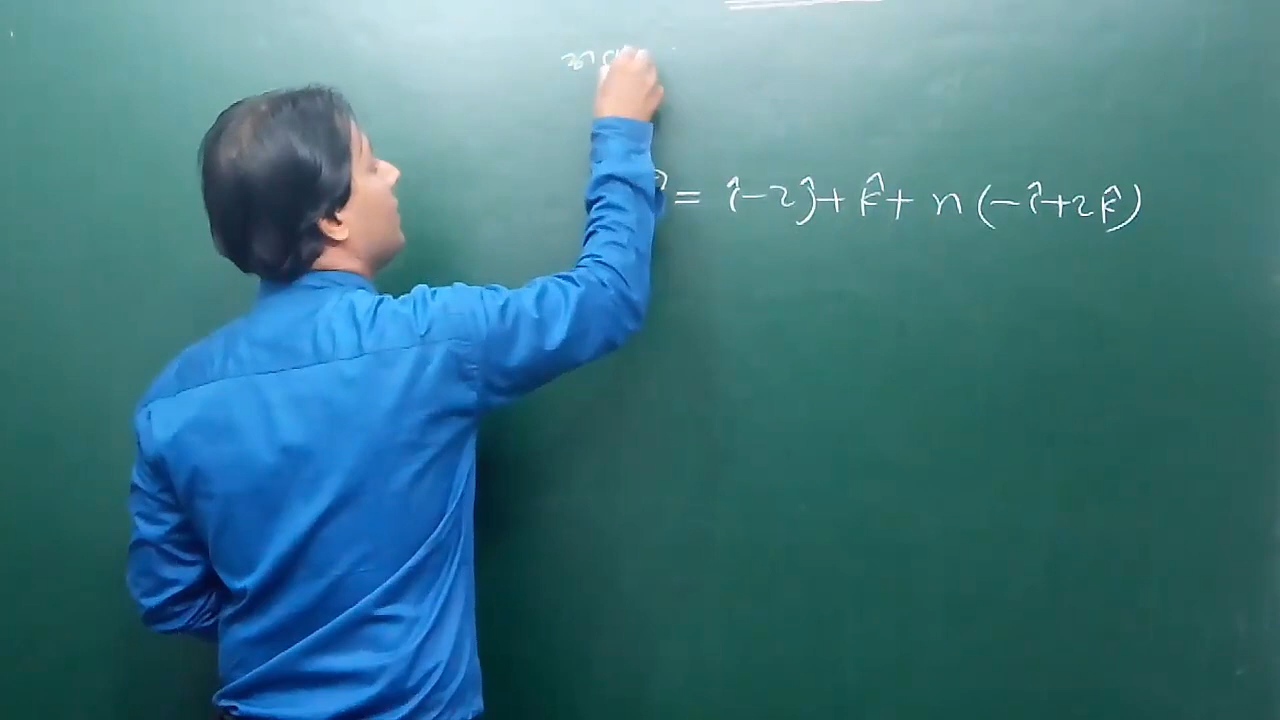 = î-2ĵ+k̂+ n(-î+2k̂)